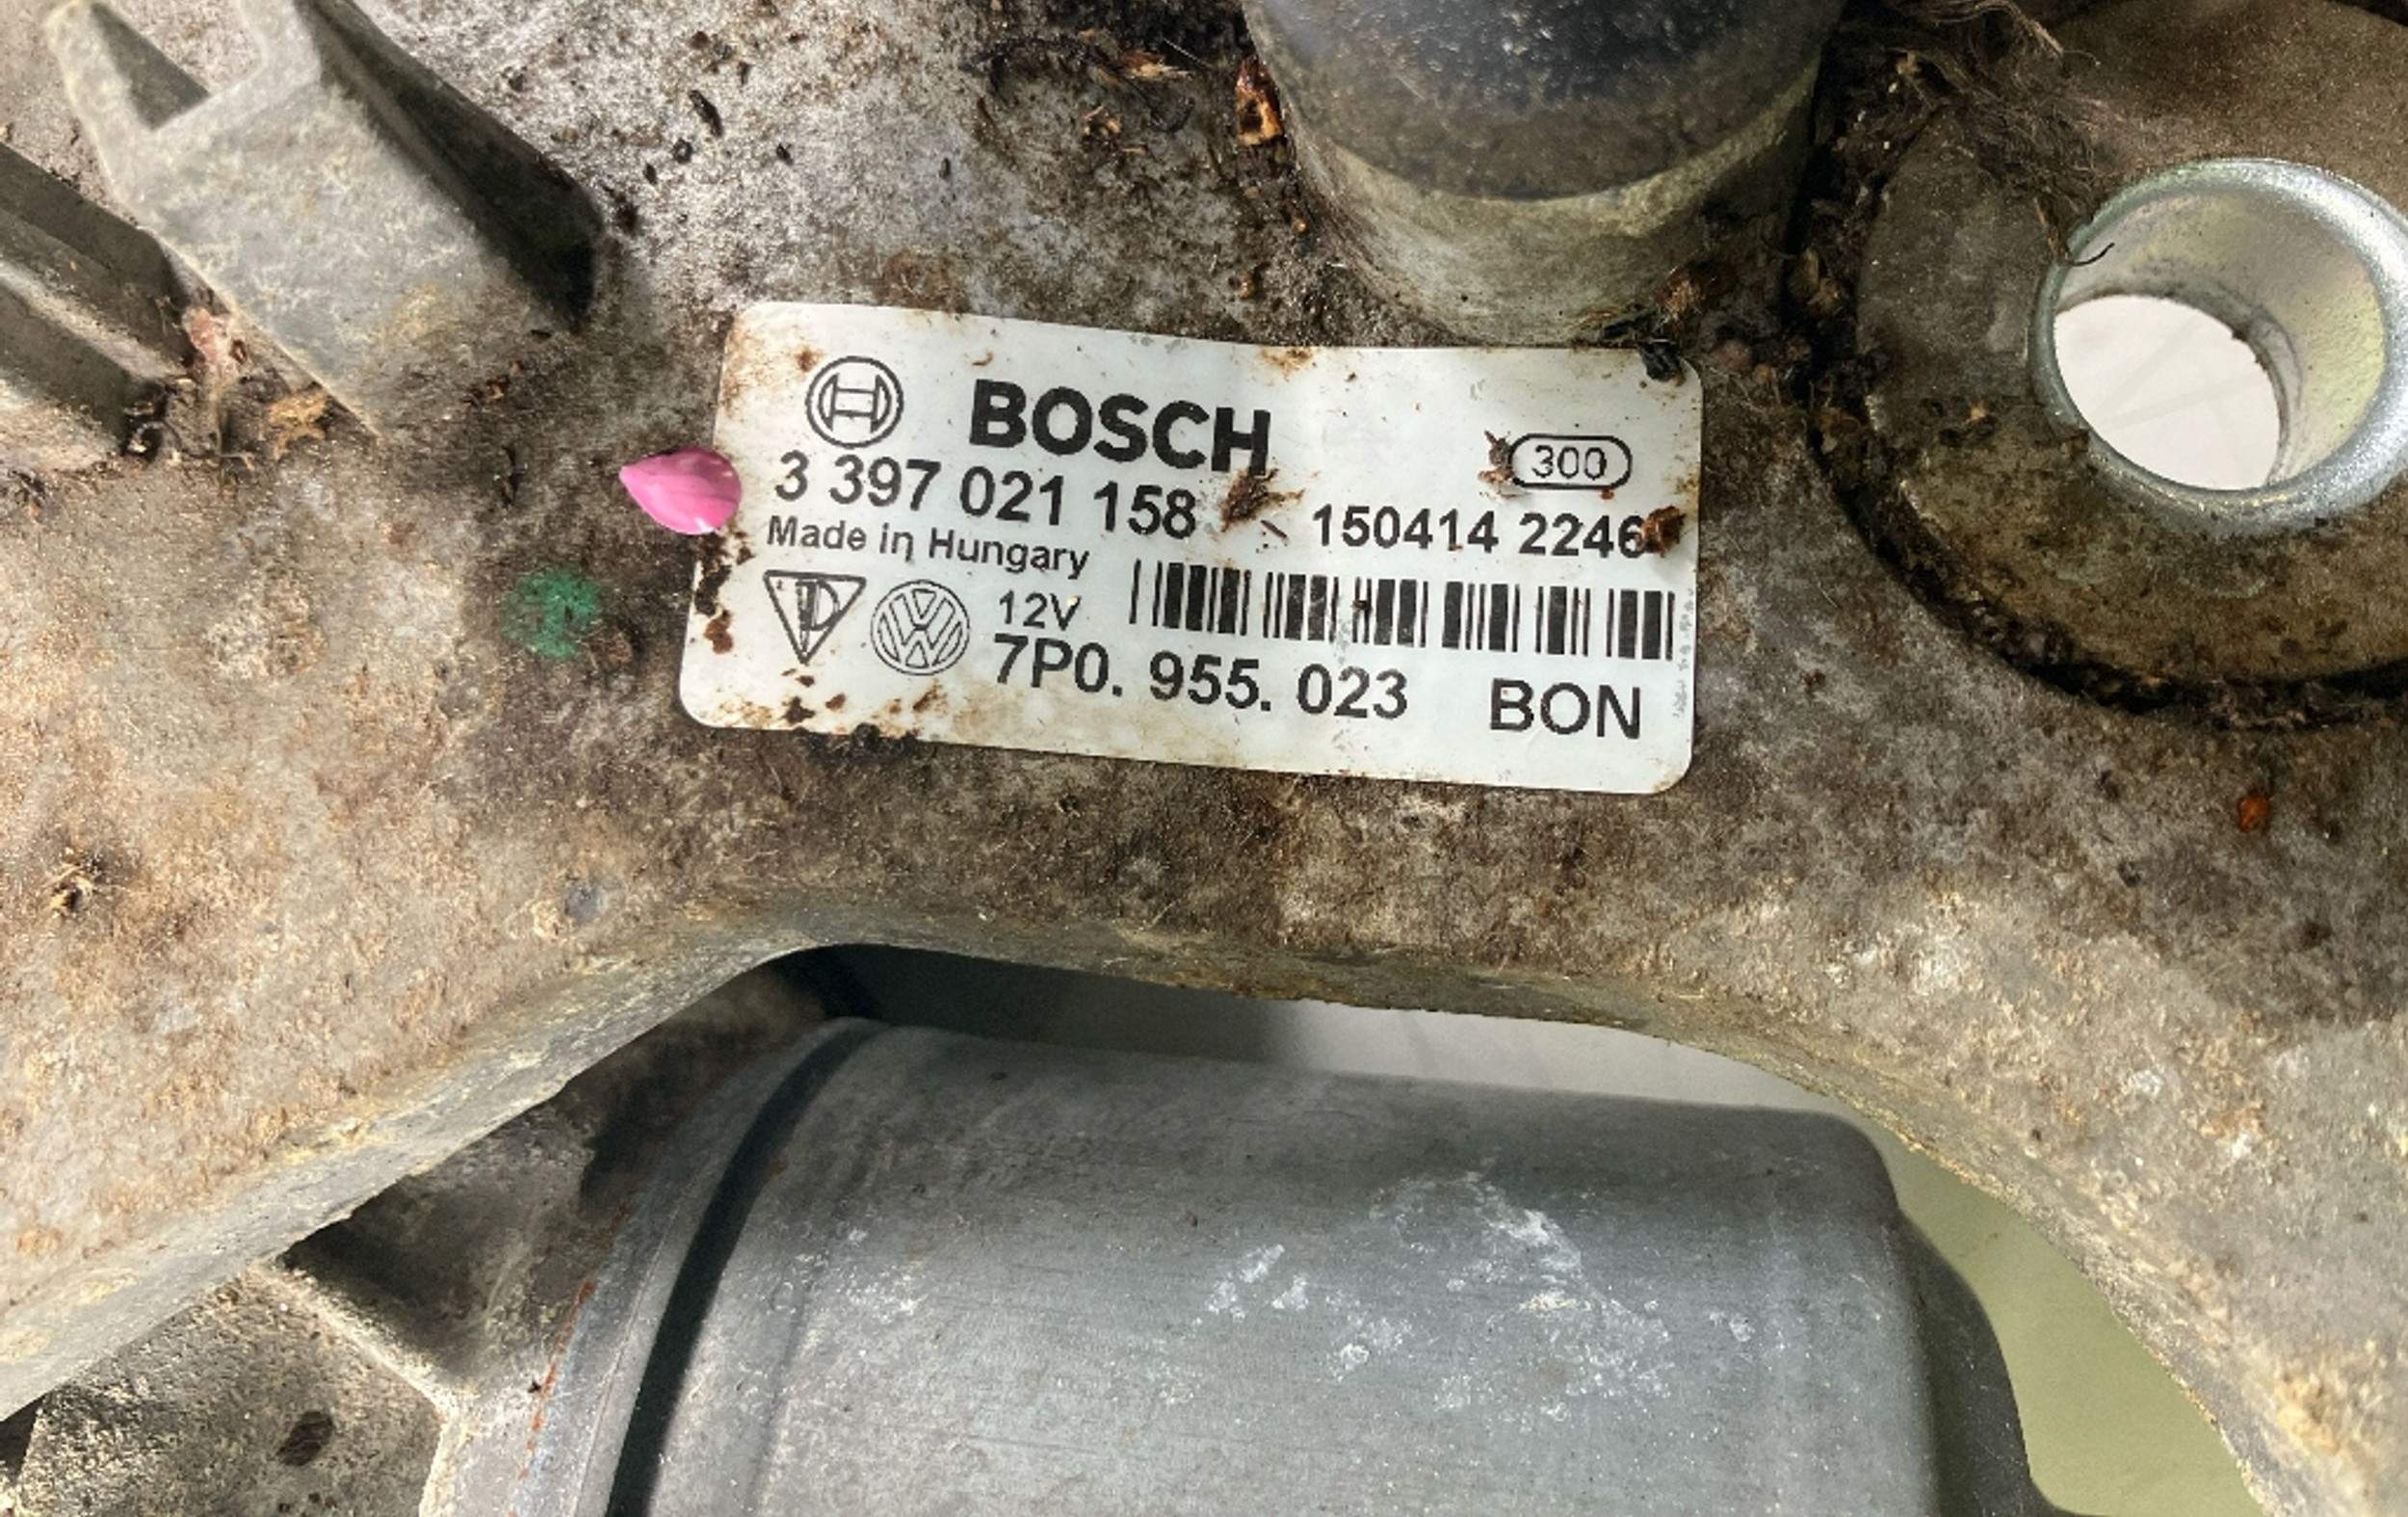 BOSCH
300
3 397 021 158
150414 2246
Made in Hungary
12V
7P0. 955. 023 BON